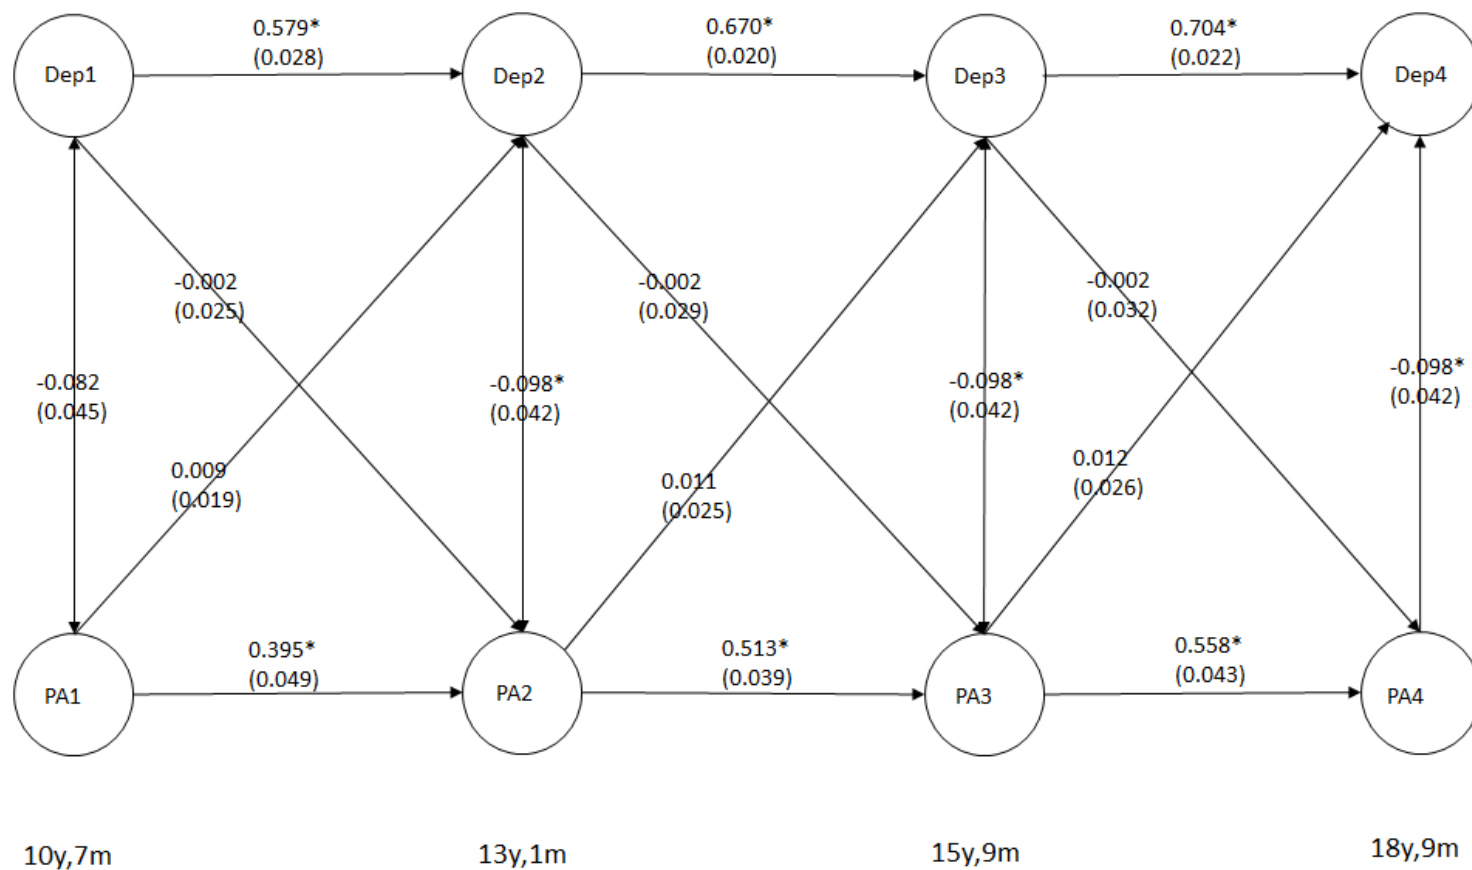 0.579*
(0.028)
0.670*
(0.020)
0.704*
(0.022)
Dep1
Dep2
Dep3
Dep4
-0.002
(0.025)
-0.002
(0.029)
-0.002
(0.032)
-0.082
(0.045)
-0.098*
(0.042)
-0.098*
(0.042)
-0.098*
(0.042)
0.009
(0.019)
0.011
(0.025)
0.012
(0.026)
0.395*
(0.049)
0.513*
(0.039)
0.558*
(0.043)
PA1
PA2
PA3
PA4
10y,7m
13y,1m
15y,9m
18y,9m